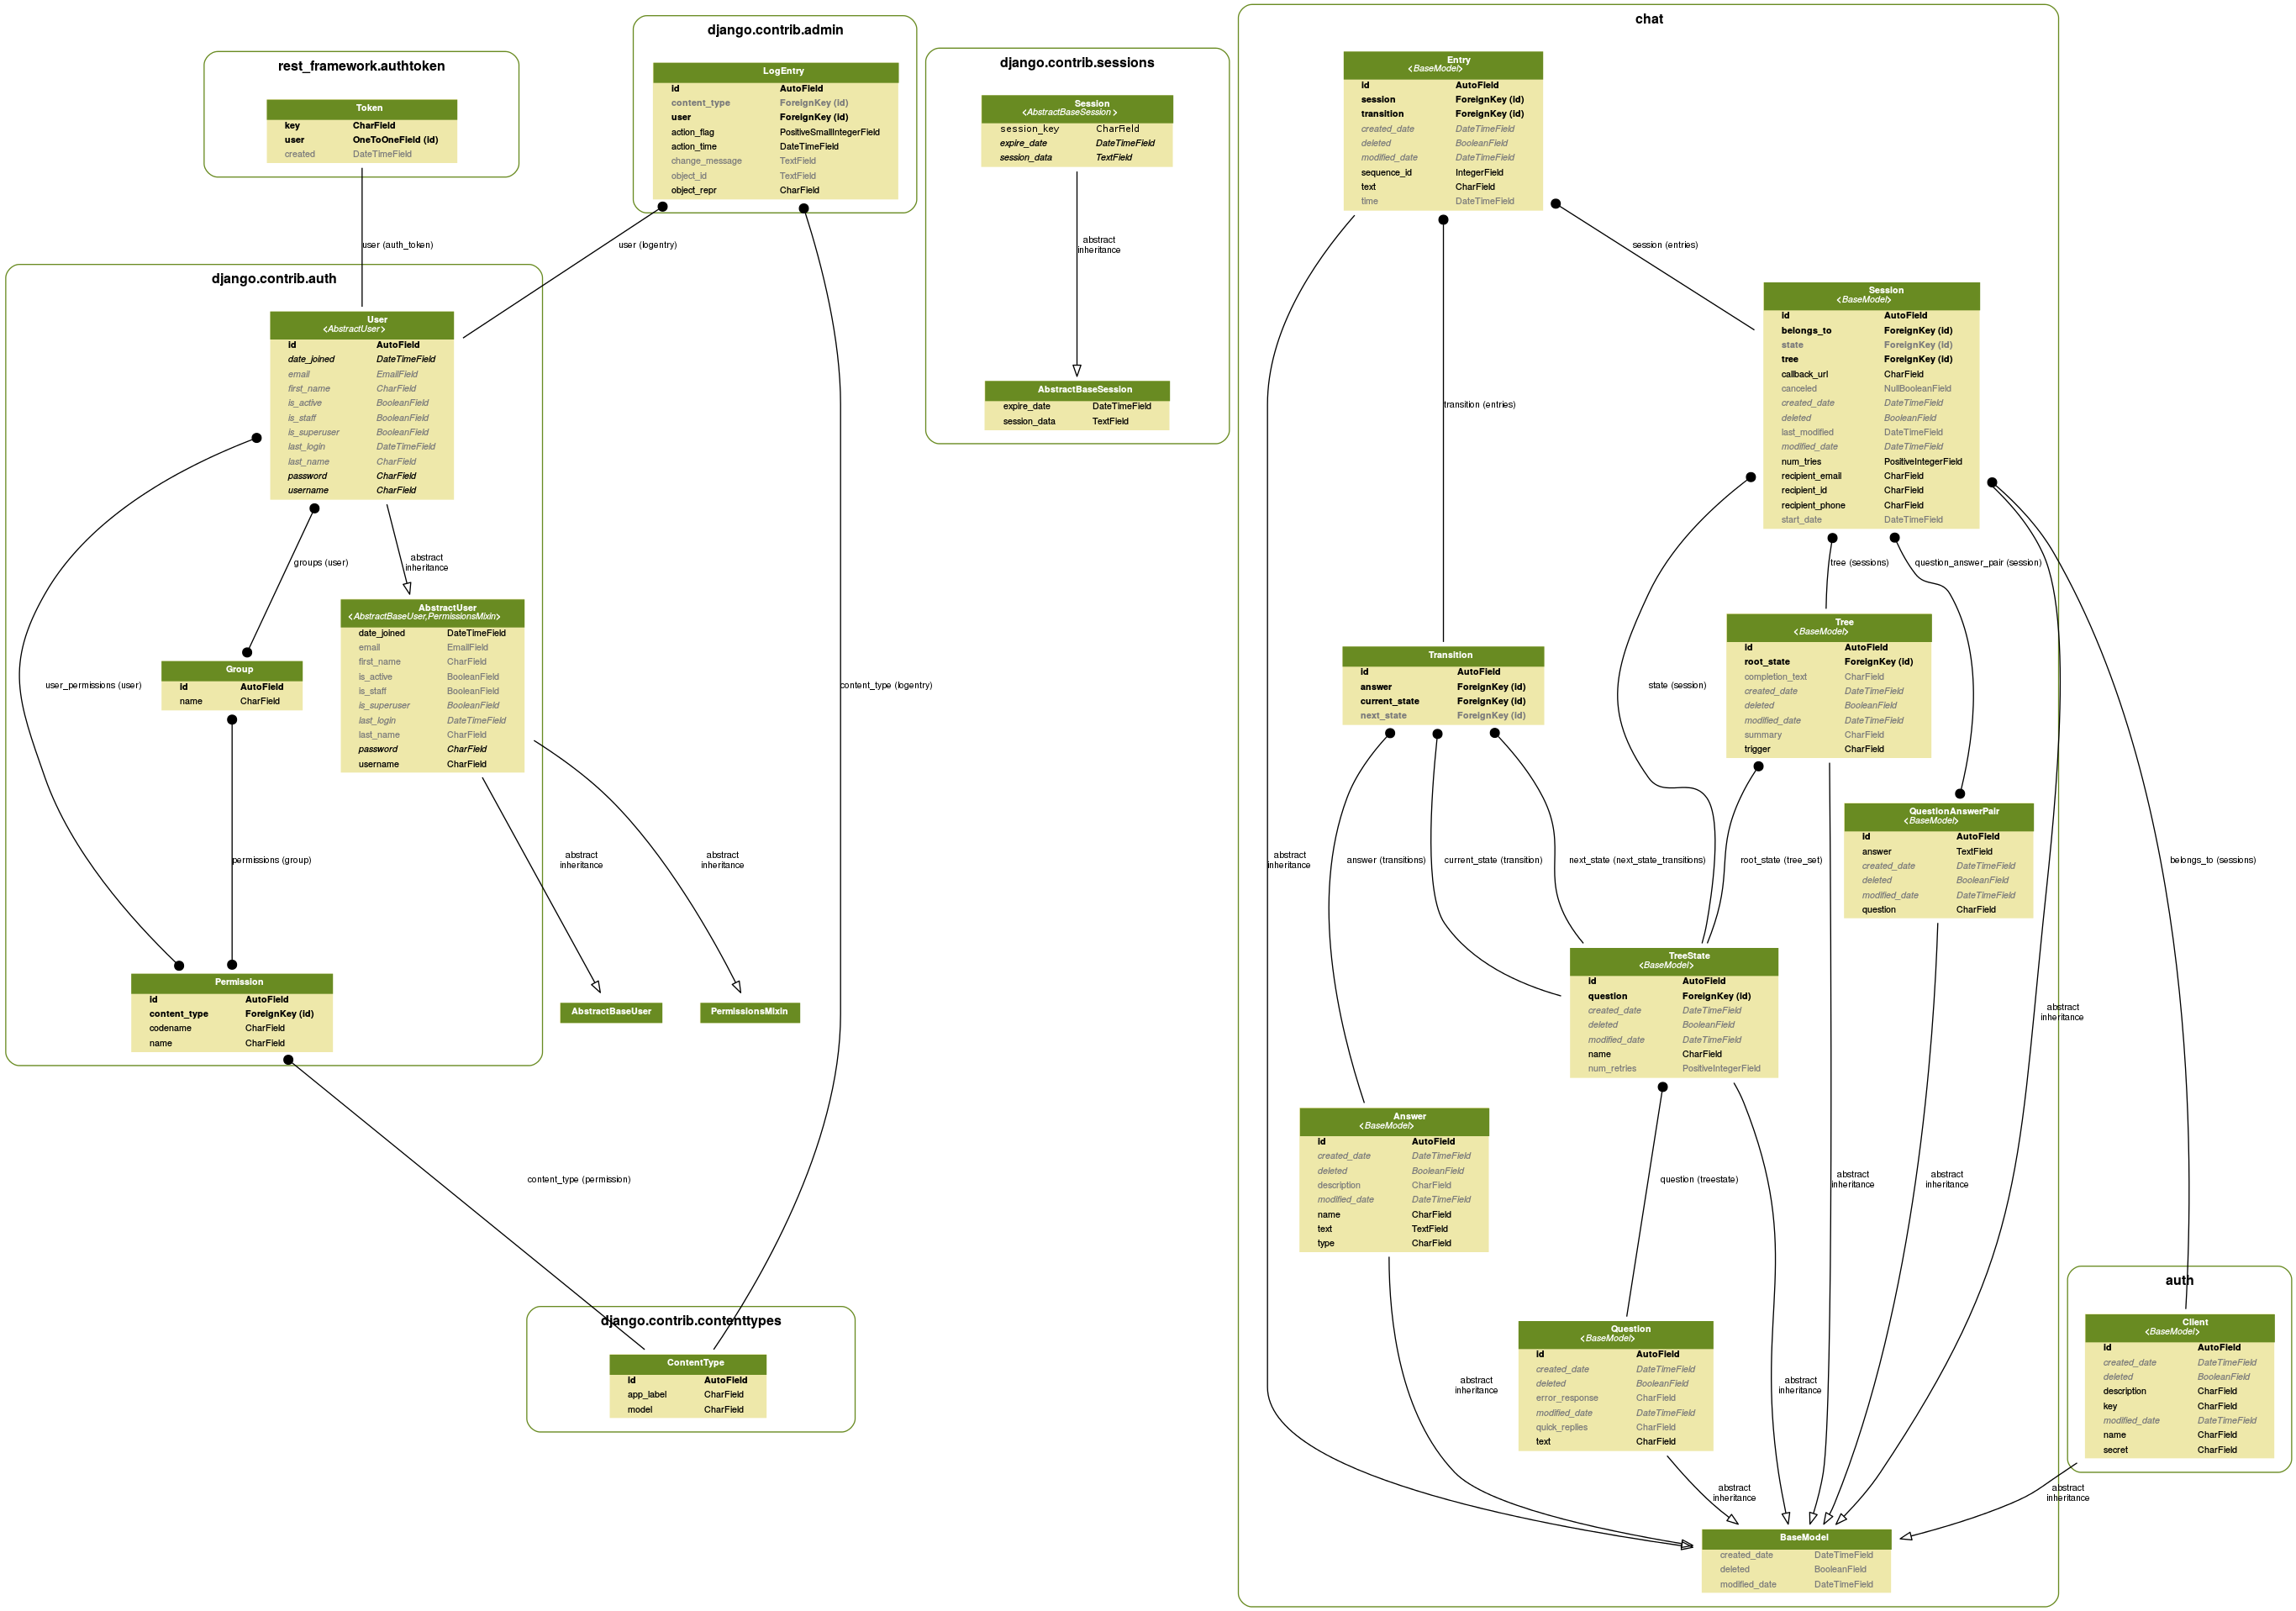 rest_framework.authtoken
Token
key CharField
user OneToOneField (id)
created DateTimeField
user (auth_token)
django.contrib.admin
LogEntry
id AutoField
content_type ForeignKey (id)
user ForeignKey (id)
action_flag PositiveSmallIntegerField
action_time DateTimeField
change_message TextField
object_id TextField
object_repr CharField
user (logentry)
content_type (logentry)
django.contrib.sessions
Session
<AbstractBaseSession >
session_key CharField
expire_date DateTimeField
session_data TextField
abstract
inheritance
AbstractBaseSession
expire_date DateTimeField
session_data TextField
django.contrib.auth
User
<AbstractUser>
id AutoField
date_joined DateTimeField
email EmailField
first_name CharField
is_active BooleanField
is_staff BooleanField
is_superuser BooleanField
last_login DateTimeField
last_name CharField
password CharField
username CharField
groups (user)
abstract
inheritance
AbstractUser
<AbstractBaseUser,PermissionsMixin>
date_joined DateTimeField
email EmailField
first_name CharField
is_active BooleanField
is_staff BooleanField
is_superuser BooleanField
last_login DateTimeField
last_name CharField
password CharField
username CharField
Group
id AutoField
name CharField
user_permissions (user)
permissions (group)
abstract
inheritance
abstract
inheritance
Permission
id AutoField
content_type ForeignKey (id)
codename CharField
name CharField
AbstractBaseUser
PermissionsMixin
content_type (permission)
django.contrib.contenttypes
ContentType
id AutoField
app_label CharField
model CharField
chat
Entry
<BaseModel>
id AutoField
session ForeignKey (id)
transition ForeignKey (id)
created_date DateTimeField
deleted BooleanField
modified_date DateTimeField
sequence_id IntegerField
text CharField
time DateTimeField
session (entries)
transition (entries)
Session
<BaseModel>
id AutoField
belongs_to ForeignKey (id)
state ForeignKey (id)
tree ForeignKey (id)
callback_url CharField
canceled NullBooleanField
created_date DateTimeField
deleted BooleanField
last_modified DateTimeField
modified_date DateTimeField
num_tries PositiveIntegerField
recipient_email CharField
recipient_id CharField
recipient_phone CharField
start_date DateTimeField
tree (sessions)
question_answer_pair (session)
Transition
id AutoField
answer ForeignKey (id)
current_state ForeignKey (id)
next_state ForeignKey (id)
state (session)
Tree
<BaseModel>
id AutoField
root_state ForeignKey (id)
completion_text CharField
created_date DateTimeField
deleted BooleanField
modified_date DateTimeField
summary CharField
trigger CharField
QuestionAnswerPair
<BaseModel>
id AutoField
answer TextField
created_date DateTimeField
deleted BooleanField
modified_date DateTimeField
question CharField
abstract
inheritance
answer (transitions)
current_state (transition)
next_state (next_state_transitions)
root_state (tree_set)
belongs_to (sessions)
TreeState
<BaseModel>
id AutoField
question ForeignKey (id)
created_date DateTimeField
deleted BooleanField
modified_date DateTimeField
name CharField
num_retries PositiveIntegerField
abstract
inheritance
Answer
<BaseModel>
id AutoField
created_date DateTimeField
deleted BooleanField
description CharField
modified_date DateTimeField
name CharField
text TextField
type CharField
question (treestate)
abstract
inheritance
abstract
inheritance
Question
<BaseModel>
id AutoField
created_date DateTimeField
deleted BooleanField
error_response CharField
modified_date DateTimeField
quick_replies CharField
text CharField
abstract
inheritance
abstract
inheritance
abstract
inheritance
auth
Client
<BaseModel>
id AutoField
created_date DateTimeField
deleted BooleanField
description CharField
key CharField
modified_date DateTimeField
name CharField
secret CharField
abstract
inheritance
BaseModel
created_date DateTimeField
deleted BooleanField
modified_date DateTimeField